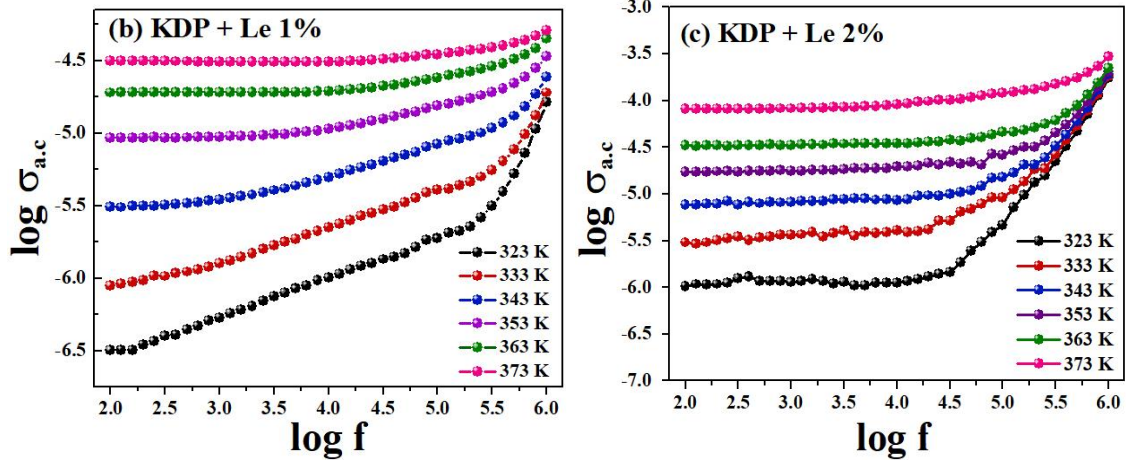 (b) KDP + Le 1%
log σa.c
-4.5
-5.0
-5.5
-6.0
-6.5
323 K
333 K
343 K
353 K
363 K
373 K
2.0 2.5 3.0 3.5 4.0 4.5 5.0 5.5 6.0
log f
(c) KDP + Le 2%
log σa.c
-3.0
-3.5
-4.0
-4.5
-5.0
-5.5
-6.0
-6.5
-7.0
323 K
333 K
343 K
353 K
363 K
373 K
2.0 2.5 3.0 3.5 4.0 4.5 5.0 5.5 6.0
log f